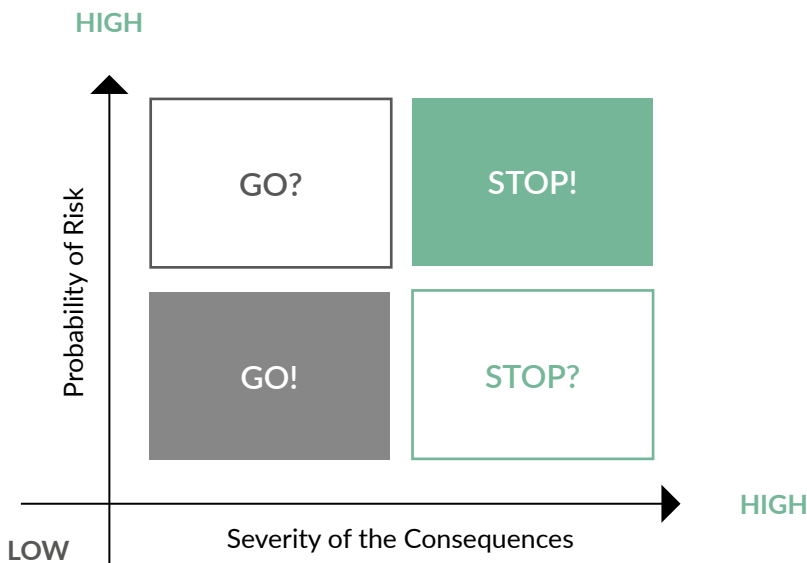 HIGH
Probability of Risk
GO?
STOP!
GO!
STOP?
HIGH
LOW
Severity of the Consequences